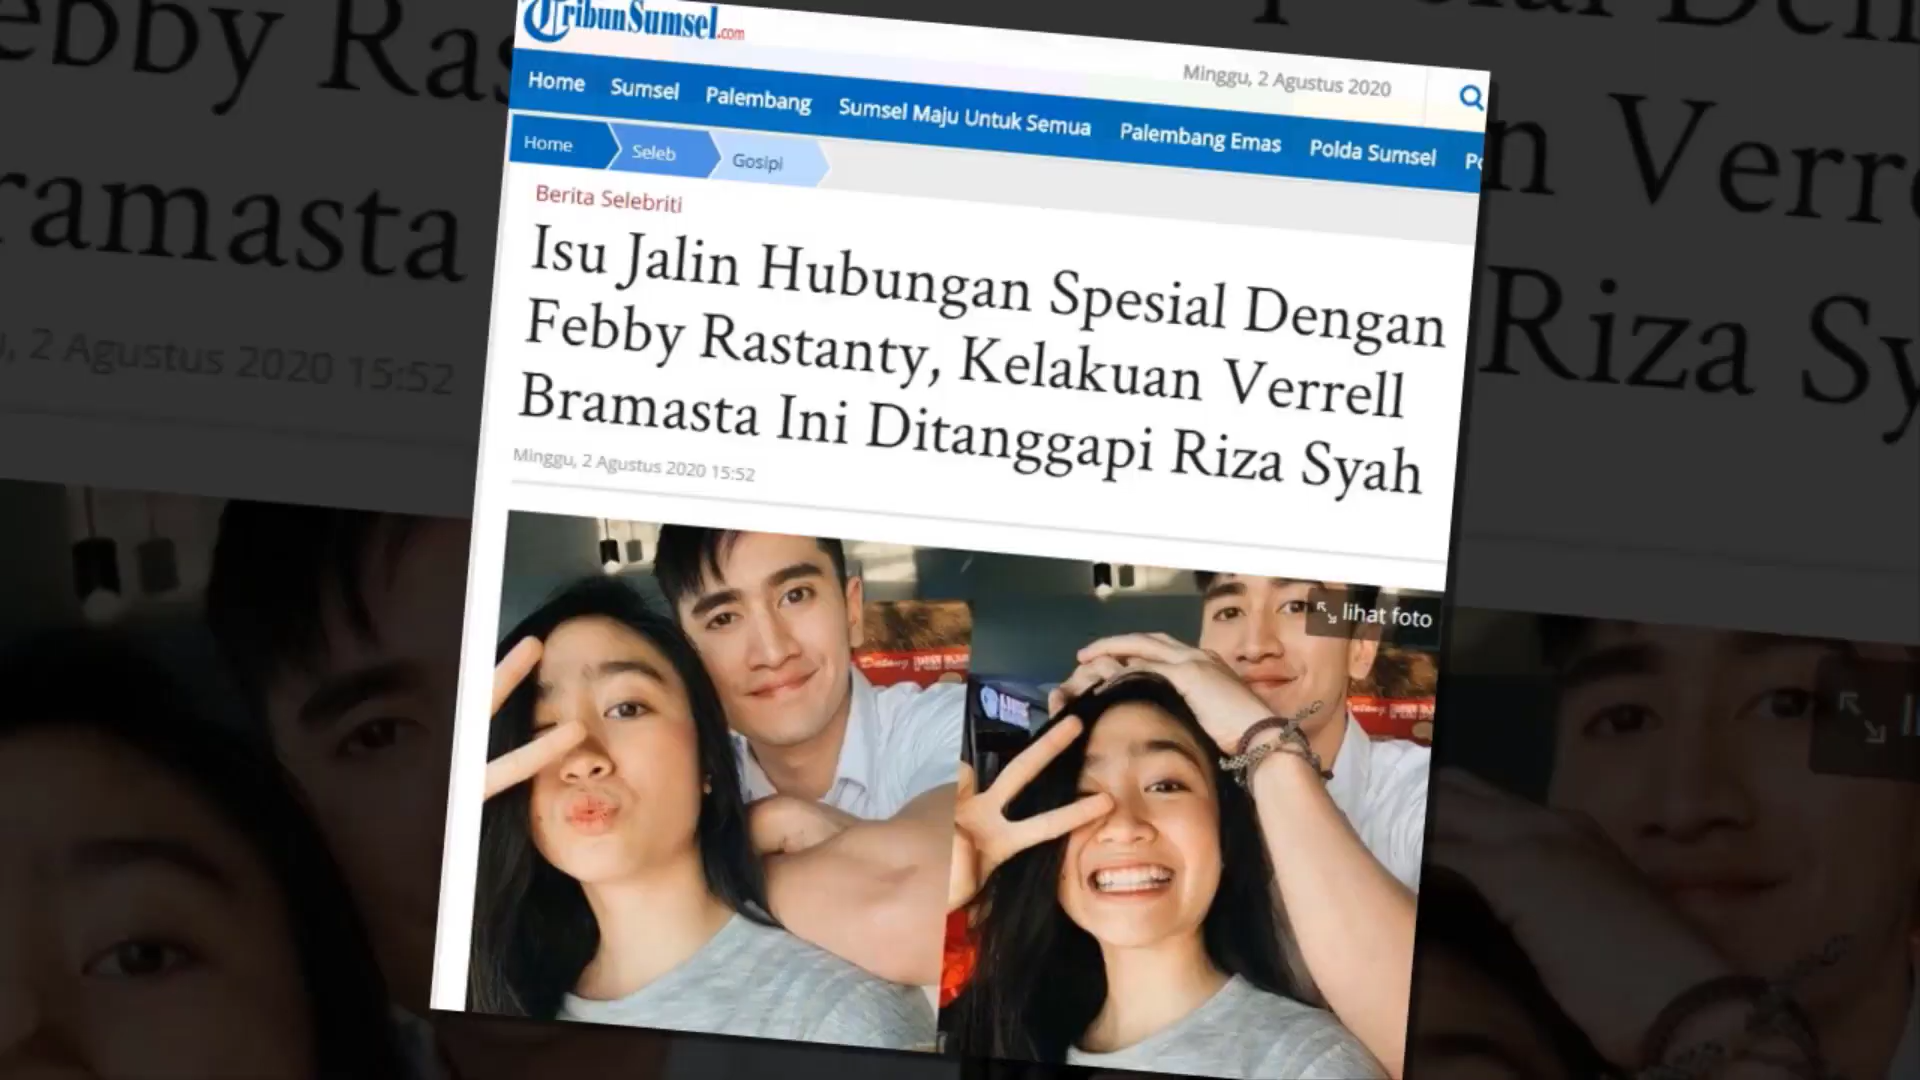 TribunSumsel.com
Minggu, 2 Agustus 2020
Home Sumsel Palembang Sumsel Maju Untuk Semua Palembang Emas Polda Sumsel
Home Seleb Gosipi
Berita Selebriti
Isu Jalin Hubungan Spesial Dengan
Febby Rastanty, Kelakuan Verrell
Bramasta Ini Ditanggapi Riza Syah
Minggu, 2 Agustus 2020 15:52
lihat foto